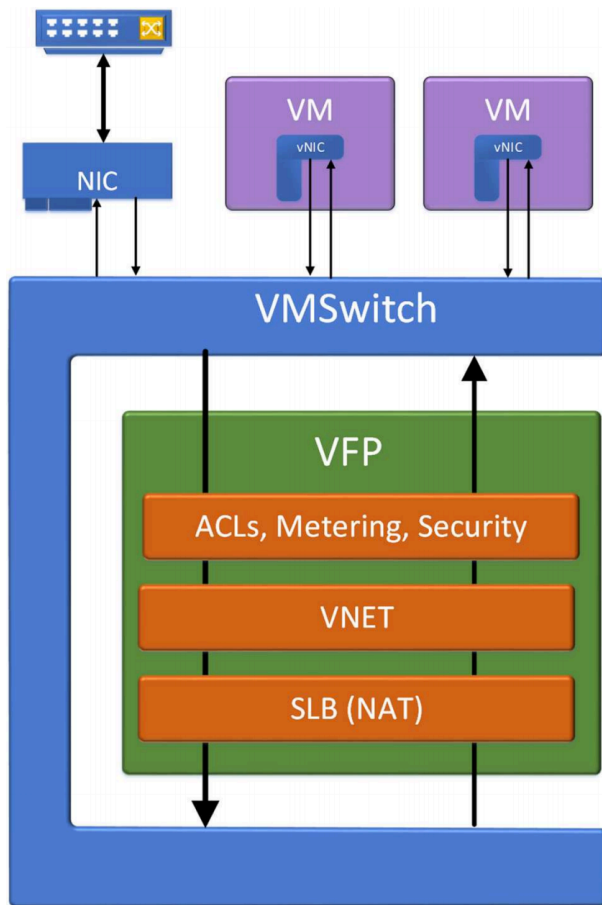 VM
VM
vNIC
vNIC
NIC
VMSwitch
VFP
ACLs, Metering, Security
VNET
SLB (NAT)